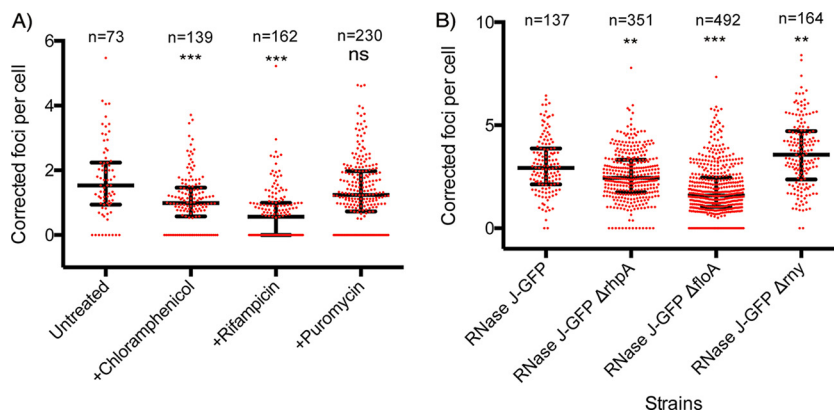 A)
n=73 n=139 n=162 n=230
*** *** ns
6
4
2
0
Corrected foci per cell
Untreated
+Chloramphenicol
+Rifampicin
+Puromycin
B)
n=137 n=351 n=492 n=164
** *** **
10
5
0
Corrected foci per cell
RNase J-GFP
RNase J-GFP ΔrhpA
RNase J-GFP ΔfloA
RNase J-GFP Δrny
Strains